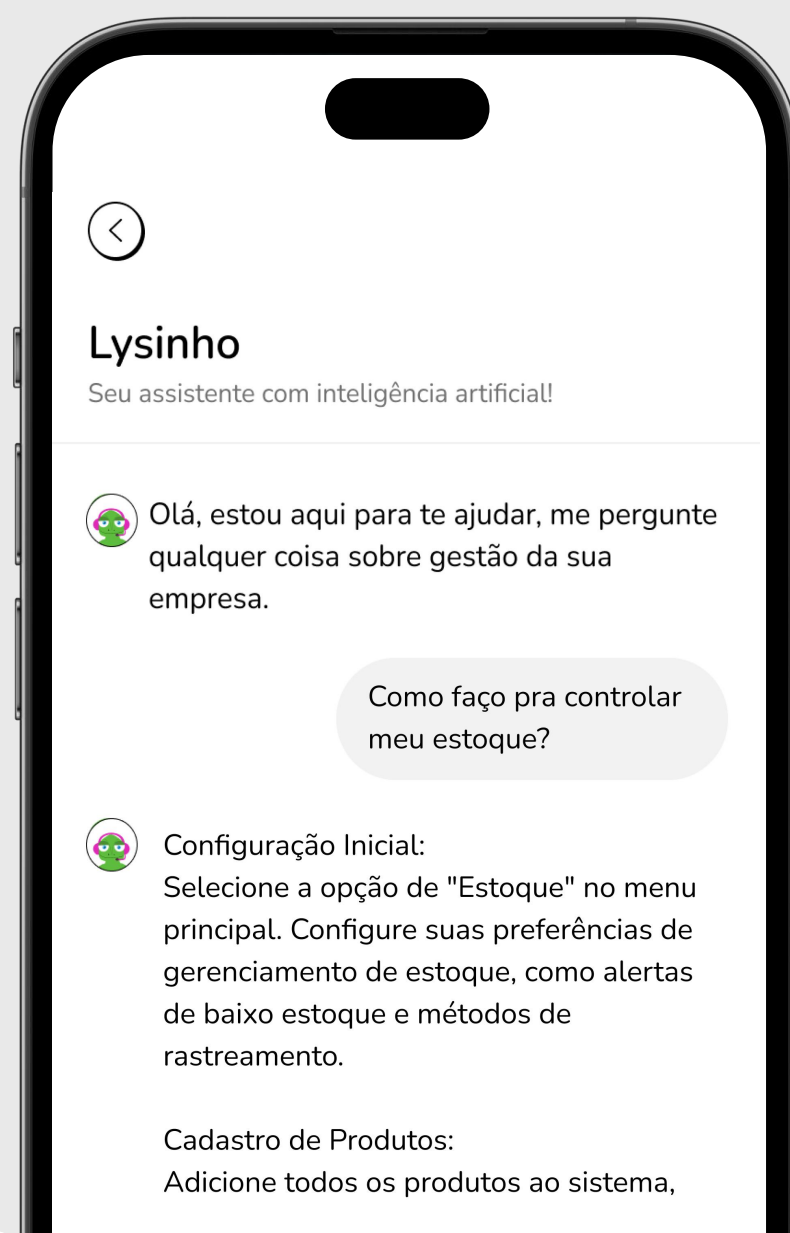 Lysinho
Seu assistente com inteligência artificial!
Olá, estou aqui para te ajudar, me pergunte
qualquer coisa sobre gestão da sua
empresa.
Como faço pra controlar
meu estoque?
Configuração Inicial:
Selecione a opção de "Estoque" no menu
principal. Configure suas preferências de
gerenciamento de estoque, como alertas
de baixo estoque e métodos de
rastreamento.
Cadastro de Produtos:
Adicione todos os produtos ao sistema,